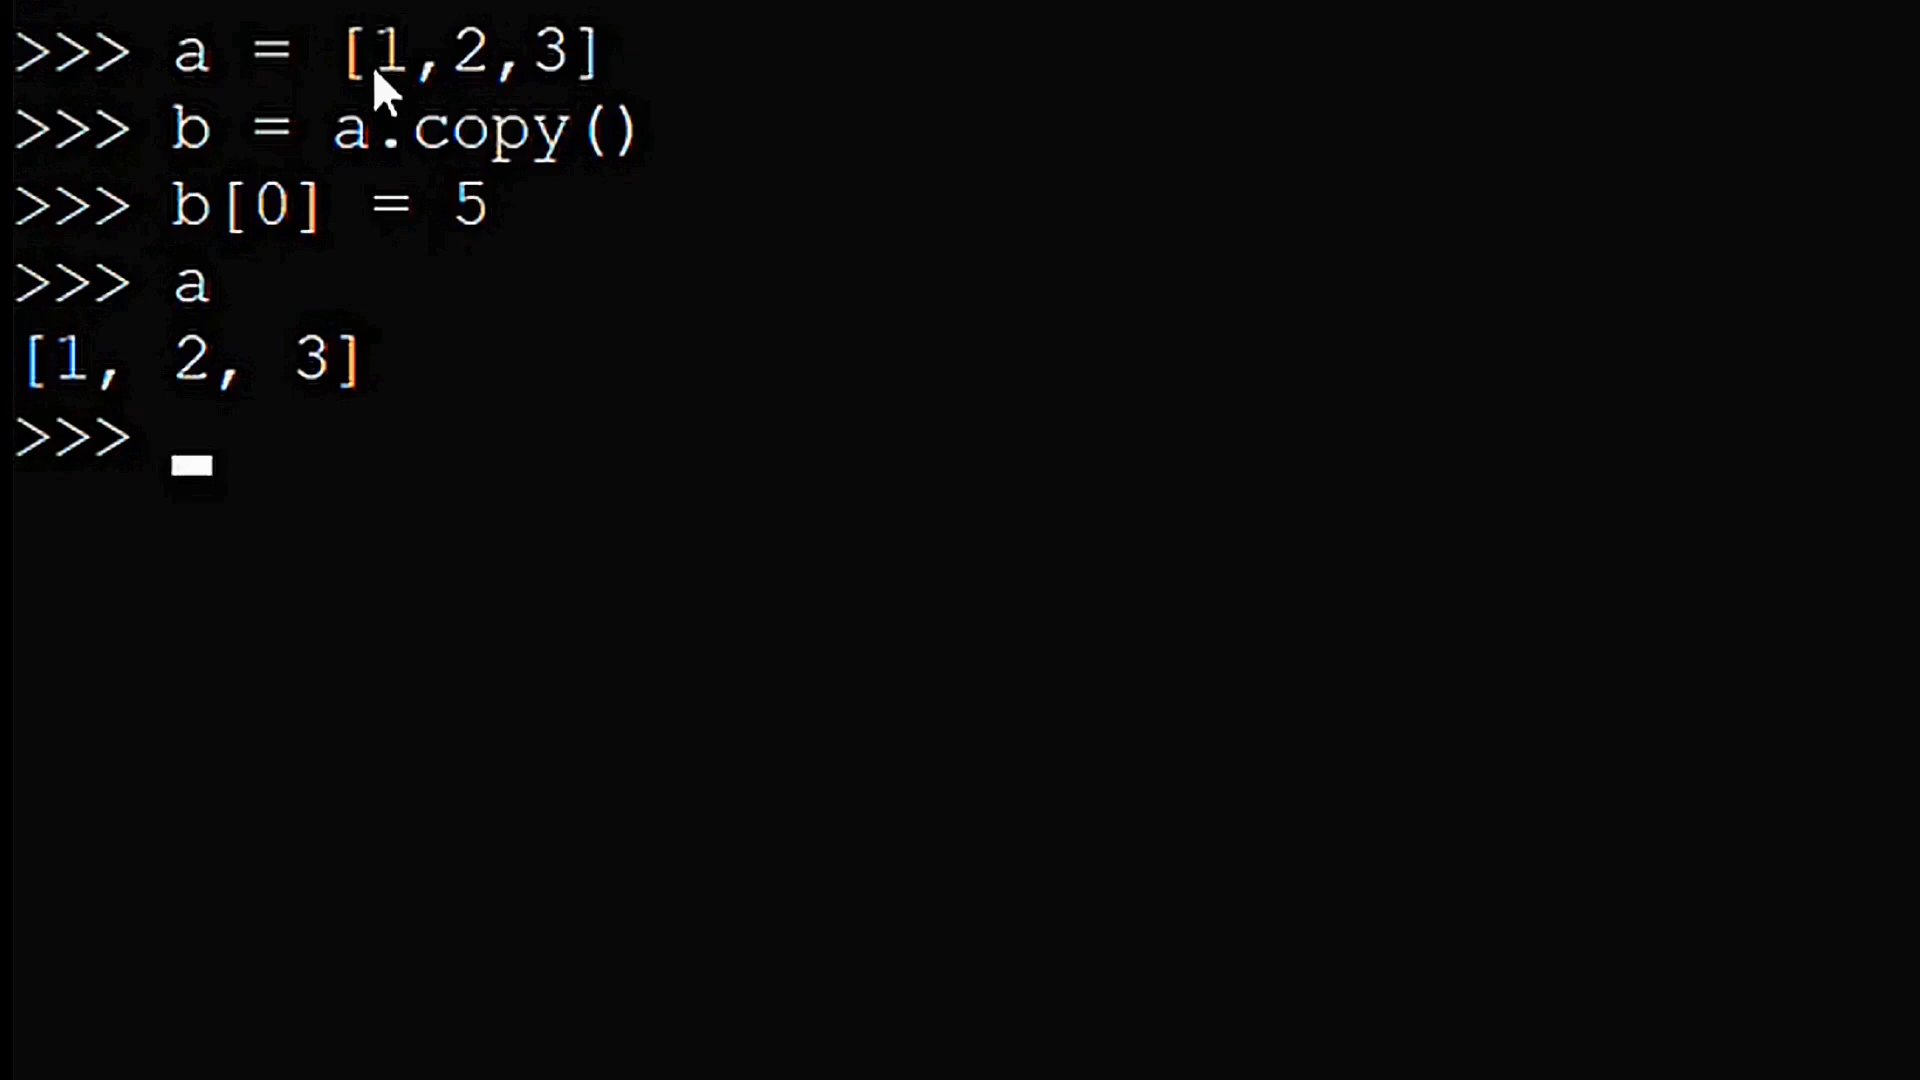 >>> a = [1,2,3]
>>> b = a.copy()
>>> b[0] = 5
>>> a
[1, 2, 3]
>>>